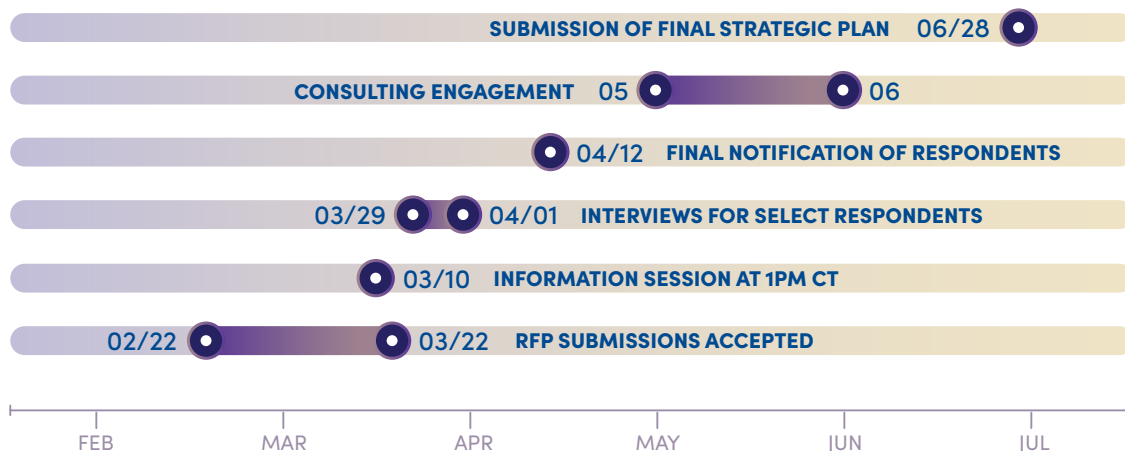 SUBMISSION OF FINAL STRATEGIC PLAN 06/28
CONSULTING ENGAGEMENT 05 06
04/12 FINAL NOTIFICATION OF RESPONDENTS
03/29 04/01 INTERVIEWS FOR SELECT RESPONDENTS
03/10 INFORMATION SESSION AT 1PM CT
02/22 03/22 RFP SUBMISSIONS ACCEPTED
FEB MAR APR MAY JUN JUL